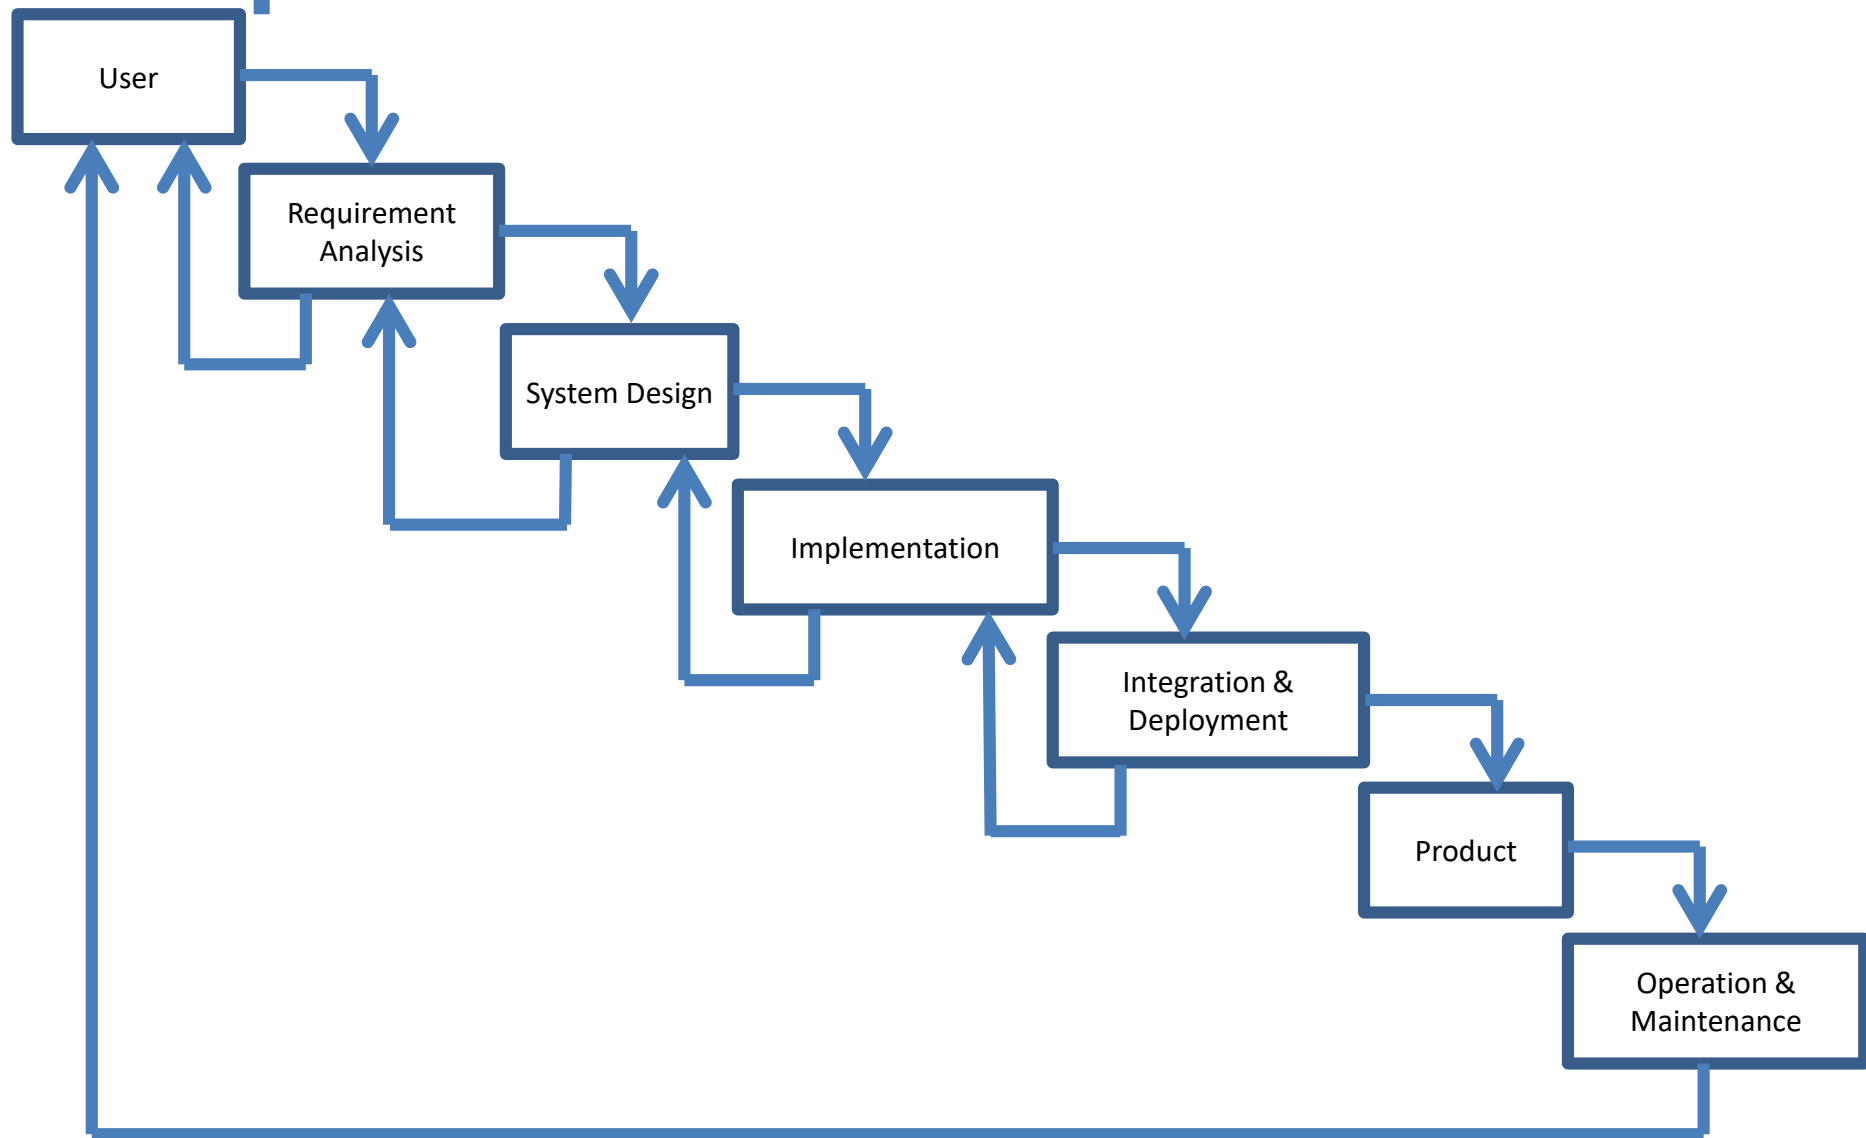 User
Requirement
Analysis
System Design
Implementation
Integration &
Deployment
Product
Operation &
Maintenance